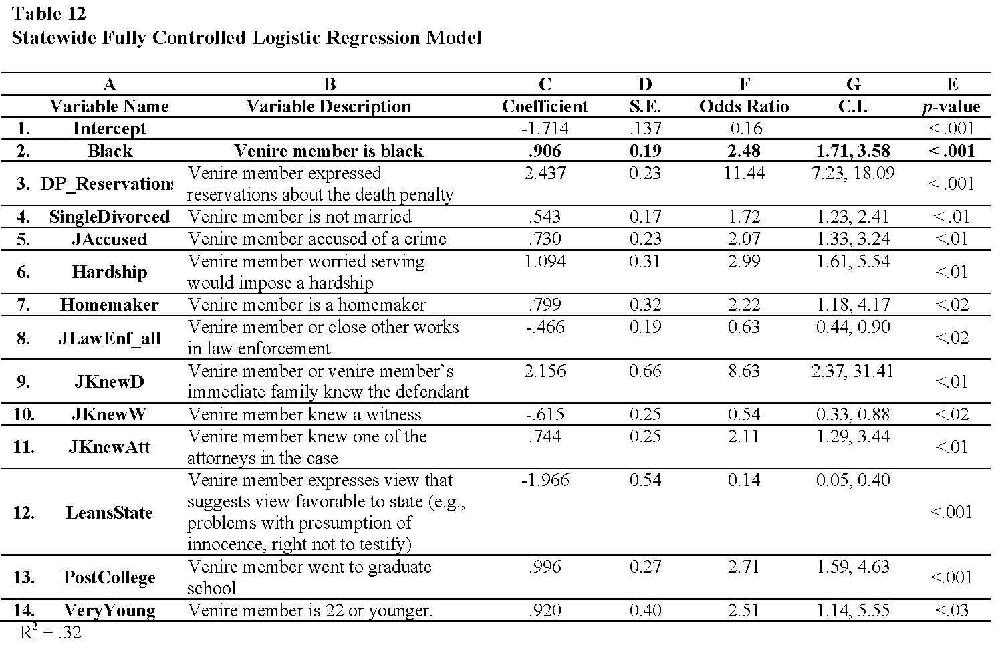 Table 12
Statewide Fully Controlled Logistic Regression Model
A B C D F G E
Variable Name Variable Description Coefficient S.E. Odds Ratio C.I. p-value
1. Intercept -1.714 .137 0.16 < .001
2. Black Venire member is black .906 0.19 2.48 1.71, 3.58 < .001
3. DP_Reservations Venire member expressed reservations about the death penalty 2.437 0.23 11.44 7.23, 18.09 < .001
4. SingleDivorced Venire member is not married .543 0.17 1.72 1.23, 2.41 < .01
5. JAccused Venire member accused of a crime .730 0.23 2.07 1.33, 3.24 <.01
6. Hardship Venire member worried serving would impose a hardship 1.094 0.31 2.99 1.61, 5.54 <.01
7. Homemaker Venire member is a homemaker .799 0.32 2.22 1.18, 4.17 <.02
8. JLawEnf_all Venire member or close other works in law enforcement -.466 0.19 0.63 0.44, 0.90 <.02
9. JKnewD Venire member or venire member’s immediate family knew the defendant 2.156 0.66 8.63 2.37, 31.41 <.01
10. JKnewW Venire member knew a witness -.615 0.25 0.54 0.33, 0.88 <.02
11. JKnewAtt Venire member knew one of the attorneys in the case .744 0.25 2.11 1.29, 3.44 <.01
12. LeansState Venire member expresses view that suggests view favorable to state (e.g., problems with presumption of innocence, right not to testify) -1.966 0.54 0.14 0.05, 0.40 <.001
13. PostCollege Venire member went to graduate school .996 0.27 2.71 1.59, 4.63 <.001
14. VeryYoung Venire member is 22 or younger. .920 0.40 2.51 1.14, 5.55 <.03
R² = .32